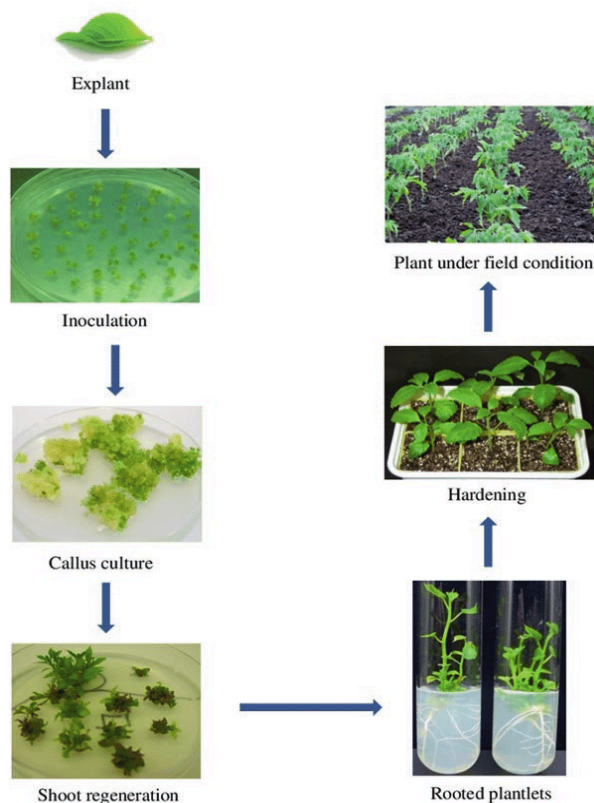 Explant
Inoculation
Callus culture
Shoot regeneration
Rooted plantlets
Hardening
Plant under field condition